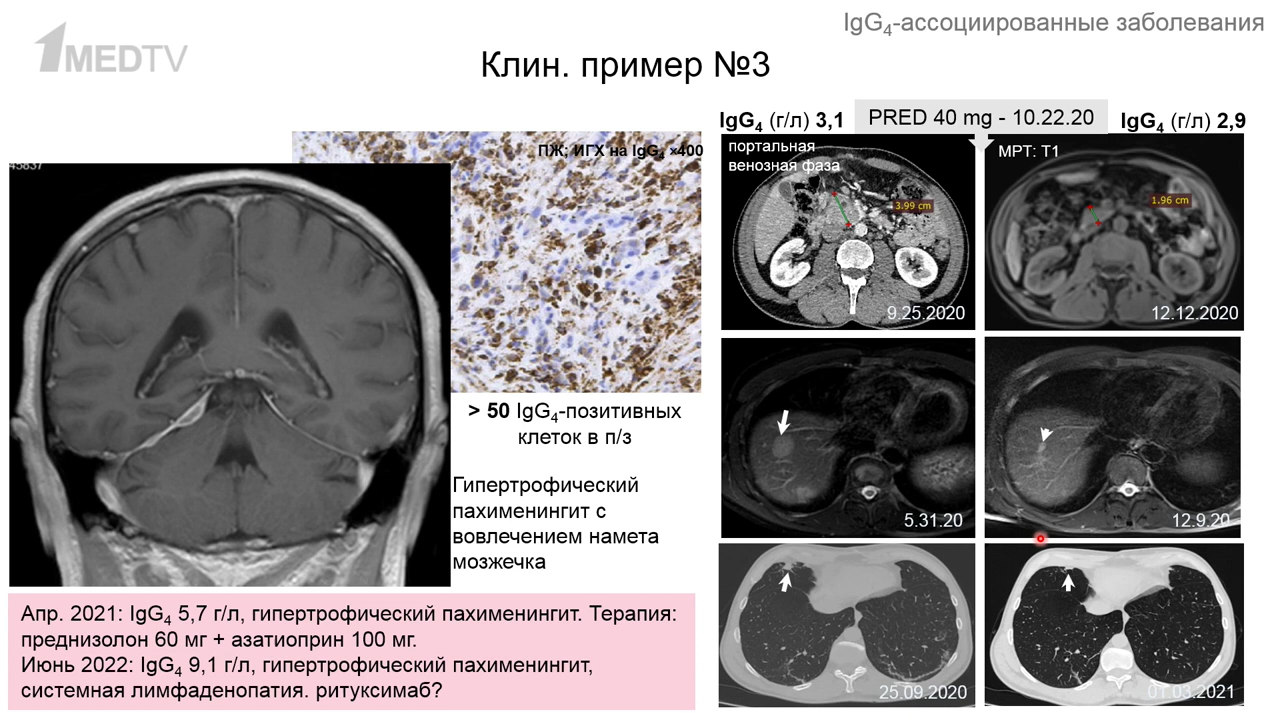 IgG4-ассоциированные заболевания
1MEDTV
Клин. пример №3
IgG4 (г/л) 3,1
PRED 40 mg - 10.22.20
IgG4 (г/л) 2,9
ПЖ; ИГХ на IgG4 ×400
портальная
венозная фаза
3.99 cm
9.25.2020
МРТ: T1
1.96 cm
12.12.2020
> 50 IgG4-позитивных
клеток в п/з
Гипертрофический
пахименингит с
вовлечением намета
мозжечка
5.31.20
12.9.20
25.09.2020
01.03.2021
Апр. 2021: IgG4 5,7 г/л, гипертрофический пахименингит. Терапия:
преднизолон 60 мг + азатиоприн 100 мг.
Июнь 2022: IgG4 9,1 г/л, гипертрофический пахименингит,
системная лимфаденопатия. ритуксимаб?